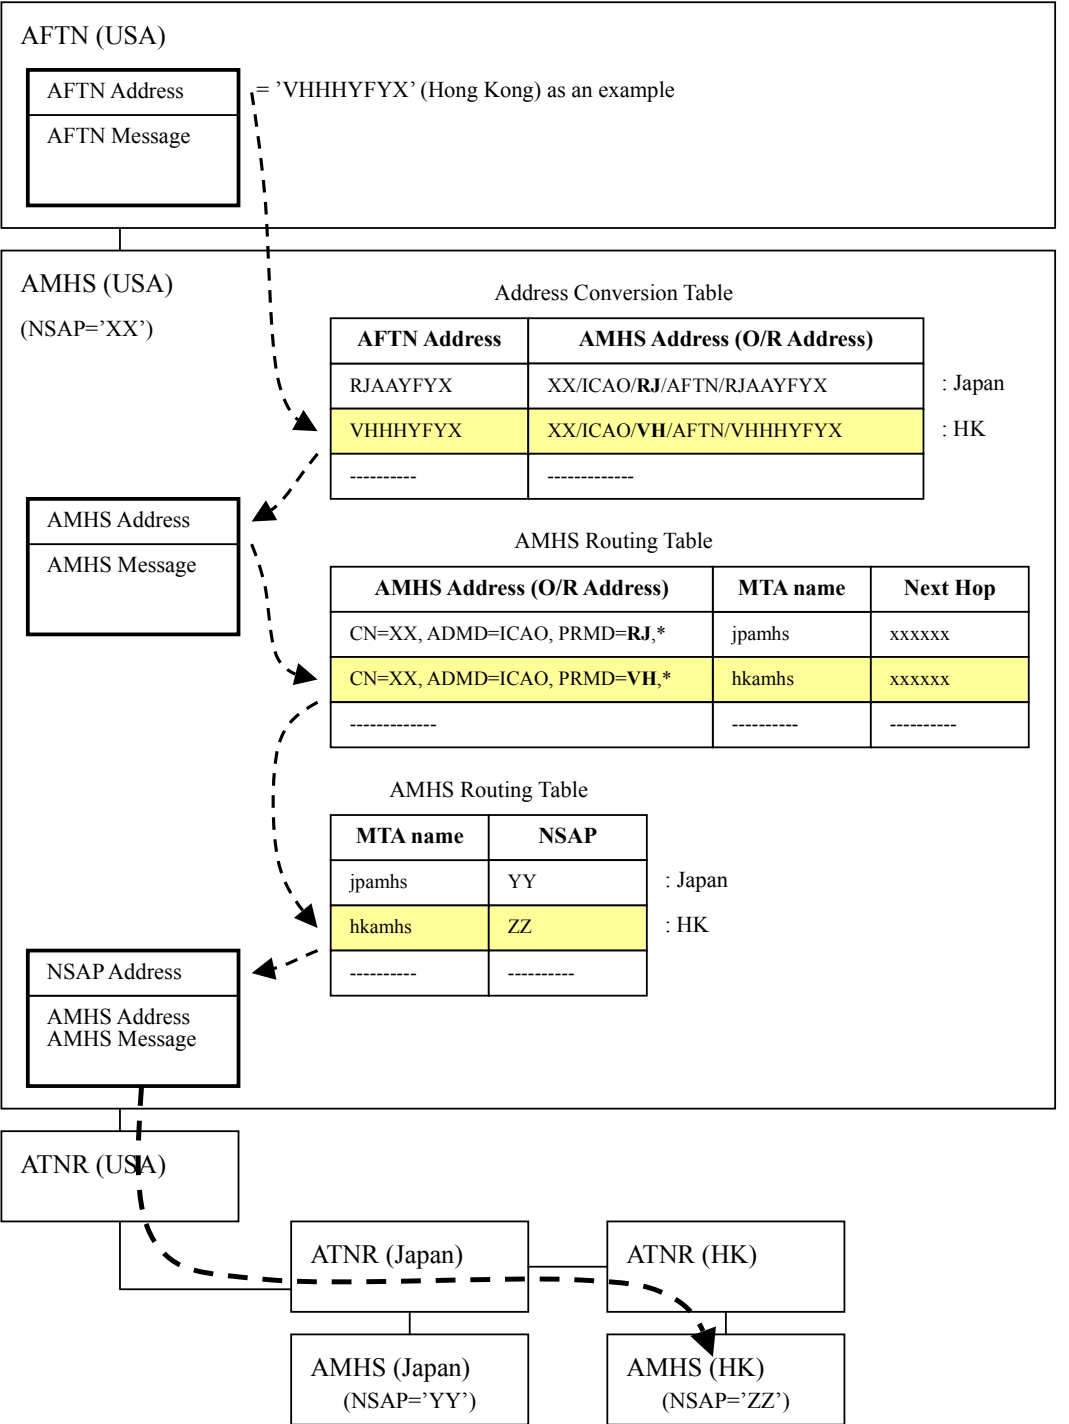 AFTN (USA)
AFTN Address
= ’VHHHYFYX’ (Hong Kong) as an example
AFTN Message
AMHS (USA)
(NSAP=’XX’)
Address Conversion Table
AFTN Address AMHS Address (O/R Address)
RJAAYFYX XX/ICAO/RJ/AFTN/RJAAYFYX : Japan
VHHHYFYX XX/ICAO/VH/AFTN/VHHHYFYX : HK
---------- -------------
AMHS Address
AMHS Message
AMHS Routing Table
AMHS Address (O/R Address) MTA name Next Hop
CN=XX, ADMD=ICAO, PRMD=RJ,* jpamhs xxxxxx
CN=XX, ADMD=ICAO, PRMD=VH,* hkamhs xxxxxx
------------- ---------- ----------
AMHS Routing Table
MTA name NSAP
jpamhs YY : Japan
hkamhs ZZ : HK
---------- ----------
NSAP Address
AMHS Address
AMHS Message
ATNR (USA)
ATNR (Japan)
ATNR (HK)
AMHS (Japan)
(NSAP=’YY’)
AMHS (HK)
(NSAP=’ZZ’)